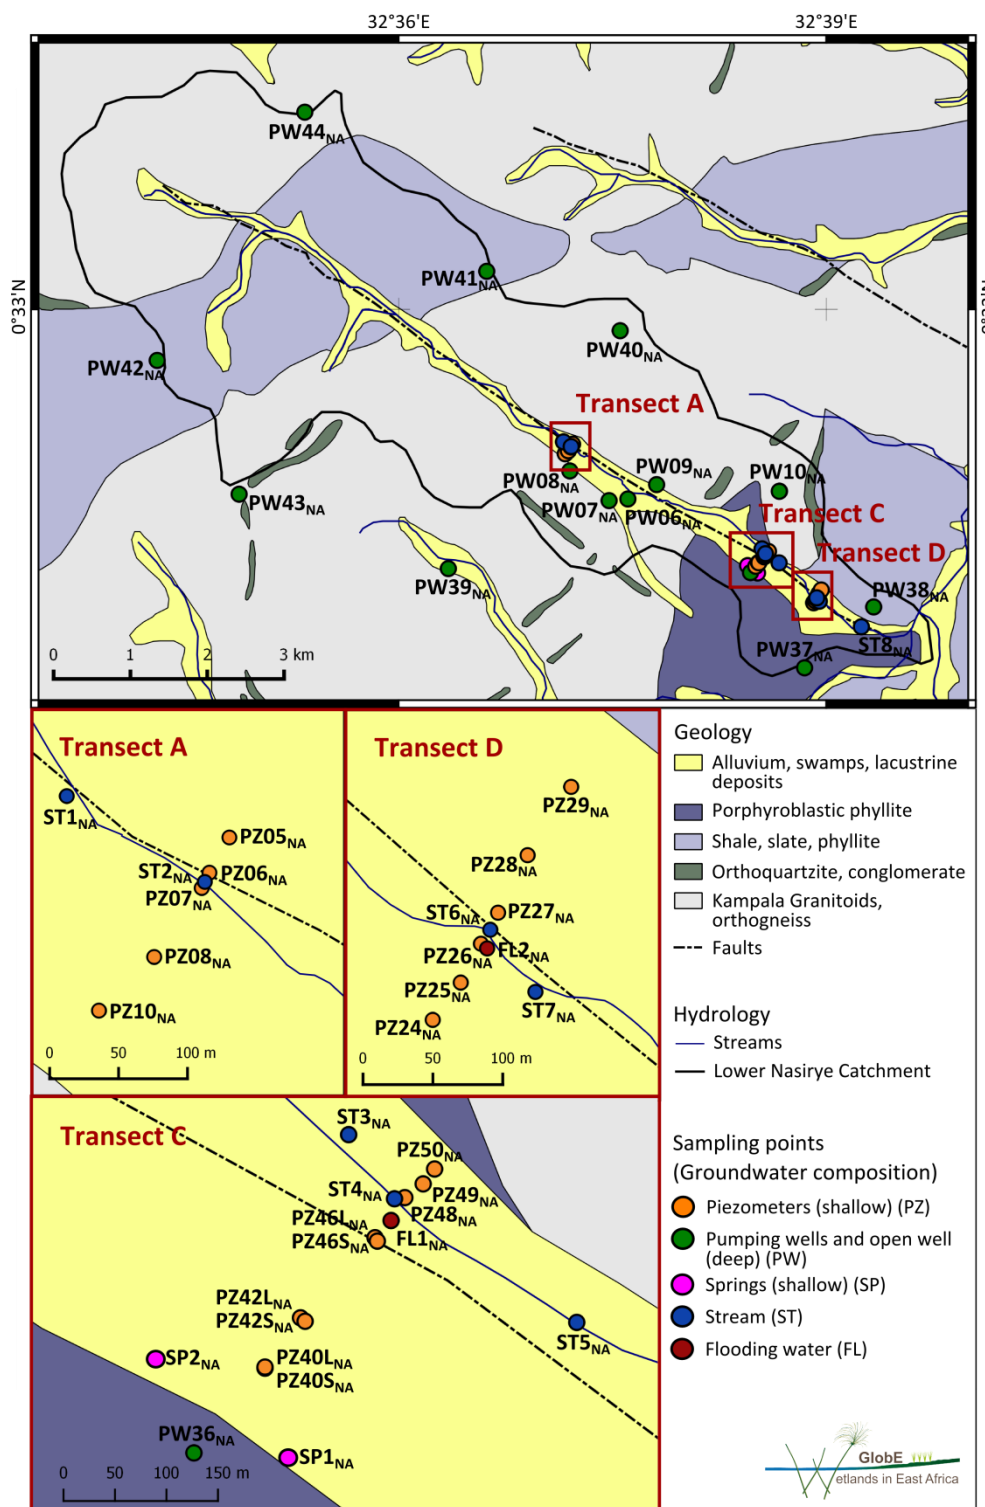 32°36'E
32°39'E
0°33'N
0°33'N
PW44NA
PW41NA
PW42NA
PW40NA
Transect A
PW08NA
PW09NA
PW10NA
PW43NA
PW07NA
PW06NA
Transect C
Transect D
PW39NA
PW38NA
ST8NA
PW37NA
0 1 2 3 km
Transect A
ST1NA
PZ05NA
ST2NA
PZ06NA
PZ07NA
PZ08NA
PZ10NA
0 50 100 m
Transect D
PZ29NA
PZ28NA
ST6NA
PZ27NA
PZ26NA
FL2NA
PZ25NA
ST7NA
PZ24NA
0 50 100 m
Transect C
ST3NA
PZ50NA
ST4NA
PZ49NA
PZ48NA
PZ46LNA
PZ46SNA
FL1NA
PZ42LNA
PZ42SNA
ST5NA
SP2NA
PZ40LNA
PZ40SNA
PW36NA
SP1NA
0 50 100 150 m
Geology
Alluvium, swamps, lacustrine
deposits
Porphyroblastic phyllite
Shale, slate, phyllite
Orthoquartzite, conglomerate
Kampala Granitoids,
orthogneiss
Faults
Hydrology
Streams
Lower Nasirye Catchment
Sampling points
(Groundwater composition)
Piezometers (shallow) (PZ)
Pumping wells and open well
(deep) (PW)
Springs (shallow) (SP)
Stream (ST)
Flooding water (FL)
GlobE
Wetlands in East Africa